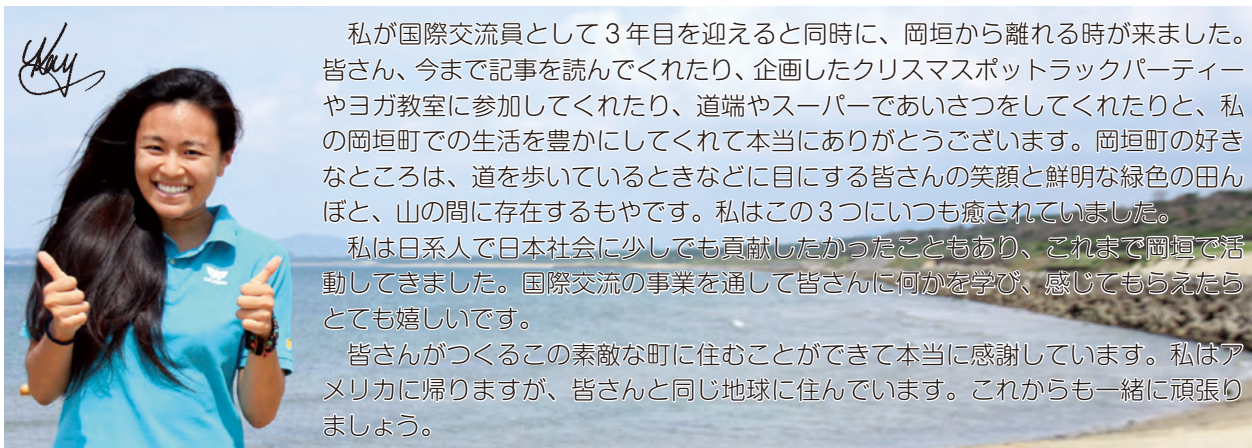 Kay
私が国際交流員として3年目を迎えると同時に、岡垣から離れる時が来ました。
皆さん、今まで記事を読んでくれたり、企画したクリスマスポットラックパーティー
やヨガ教室に参加してくれたり、道端やスーパーであいさつをしてくれたりと、私
の岡垣町での生活を豊かにしてくれて本当にありがとうございます。岡垣町の好き
なところは、道を歩いているときなどに目にする皆さんの笑顔と鮮明な緑色の田ん
ぼと、山の間に存在するもやです。私はこの3つにいつも癒されていました。
私は日系人で日本社会に少しでも貢献したかったこともあり、これまで岡垣で活
動してきました。国際交流の事業を通して皆さんに何かを学び、感じてもらえたら
とても嬉しいです。
皆さんがつくるこの素敵な町に住むことができて本当に感謝しています。私はア
メリカに帰りますが、皆さんと同じ地球に住んでいます。これからも一緒に頑張り
ましょう。